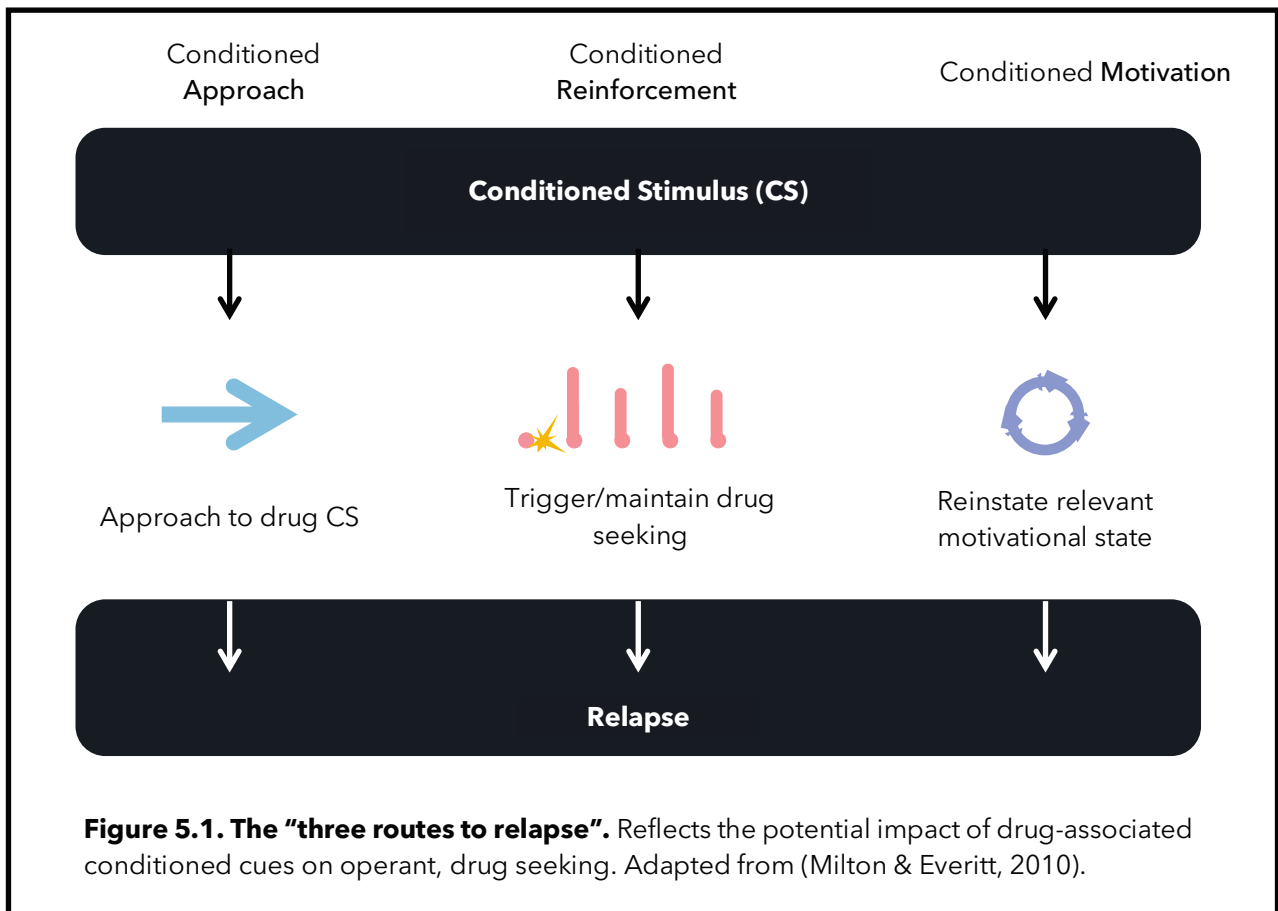 Conditioned
Approach
Conditioned
Reinforcement
Conditioned Motivation
Conditioned Stimulus (CS)
Approach to drug CS
Trigger/maintain drug
seeking
Reinstate relevant
motivational state
Relapse
Figure 5.1. The “three routes to relapse”. Reflects the potential impact of drug-associated
conditioned cues on operant, drug seeking. Adapted from (Milton & Everitt, 2010).